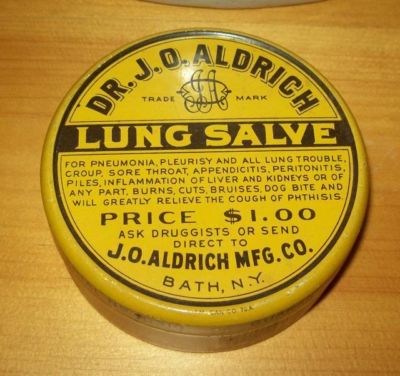 DR. J. O. ALDRICH
TRADE MARK
LUNG SALVE
FOR PNEUMONIA, PLEURISY AND ALL LUNG TROUBLE,
CROUP, SORE THROAT, APPENDICITIS, PERITONITIS,
PILES, INFLAMMATION OF LIVER AND KIDNEYS OR OF
ANY PART, BURNS, CUTS, BRUISES, DOG BITE AND
WILL GREATLY RELIEVE THE COUGH OF PHTHISIS.
PRICE $1.00
ASK DRUGGISTS OR SEND
DIRECT TO
J. O. ALDRICH MFG. CO.
BATH, N.Y.
CAN CO.